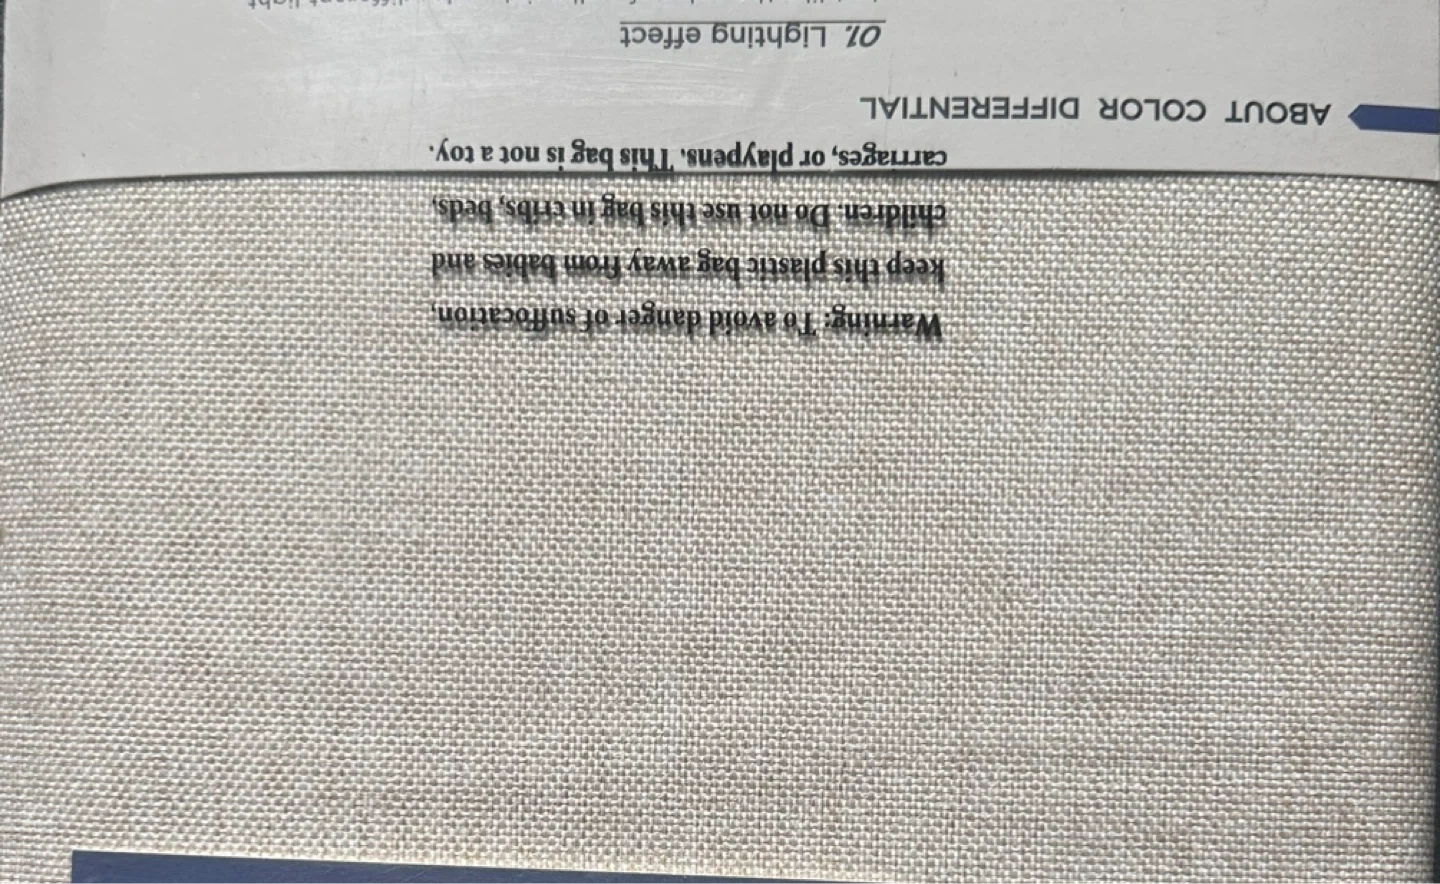 Warning: To avoid danger of suffocation,
keep this plastic bag away from babies and
children. Do not use this bag in cribs, beds,
carriages, or playpens. This bag is not a toy.
ABOUT COLOR DIFFERENTIAL
01. Lighting effect